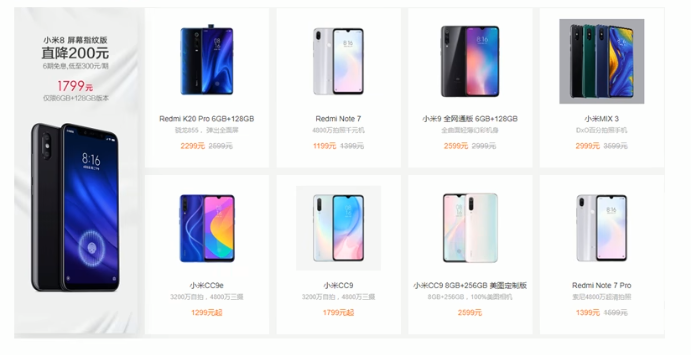 小米8 屏幕指纹版
直降200元
6期免息,低至300元/期
1799元
仅限6GB+128GB版本
8:16
Redmi K20 Pro 6GB+128GB
骁龙855， 弹出全面屏
2299元 2599元
Redmi Note 7
4800万拍照千元机
1199元 1399元
小米9 全网通版 6GB+128GB
全曲面轻薄幻彩机身
2599元 2999元
小米MIX 3
DxO百分拍照手机
2999元 3599元
小米CC9e
3200万自拍，4800万三摄
1299元起
小米CC9
3200万自拍，4800万三摄
1799元起
小米CC9 8GB+256GB 美图定制版
8GB+256GB，100%美图相机
2599元
Redmi Note 7 Pro
索尼4800万超清拍照
1399元 1599元